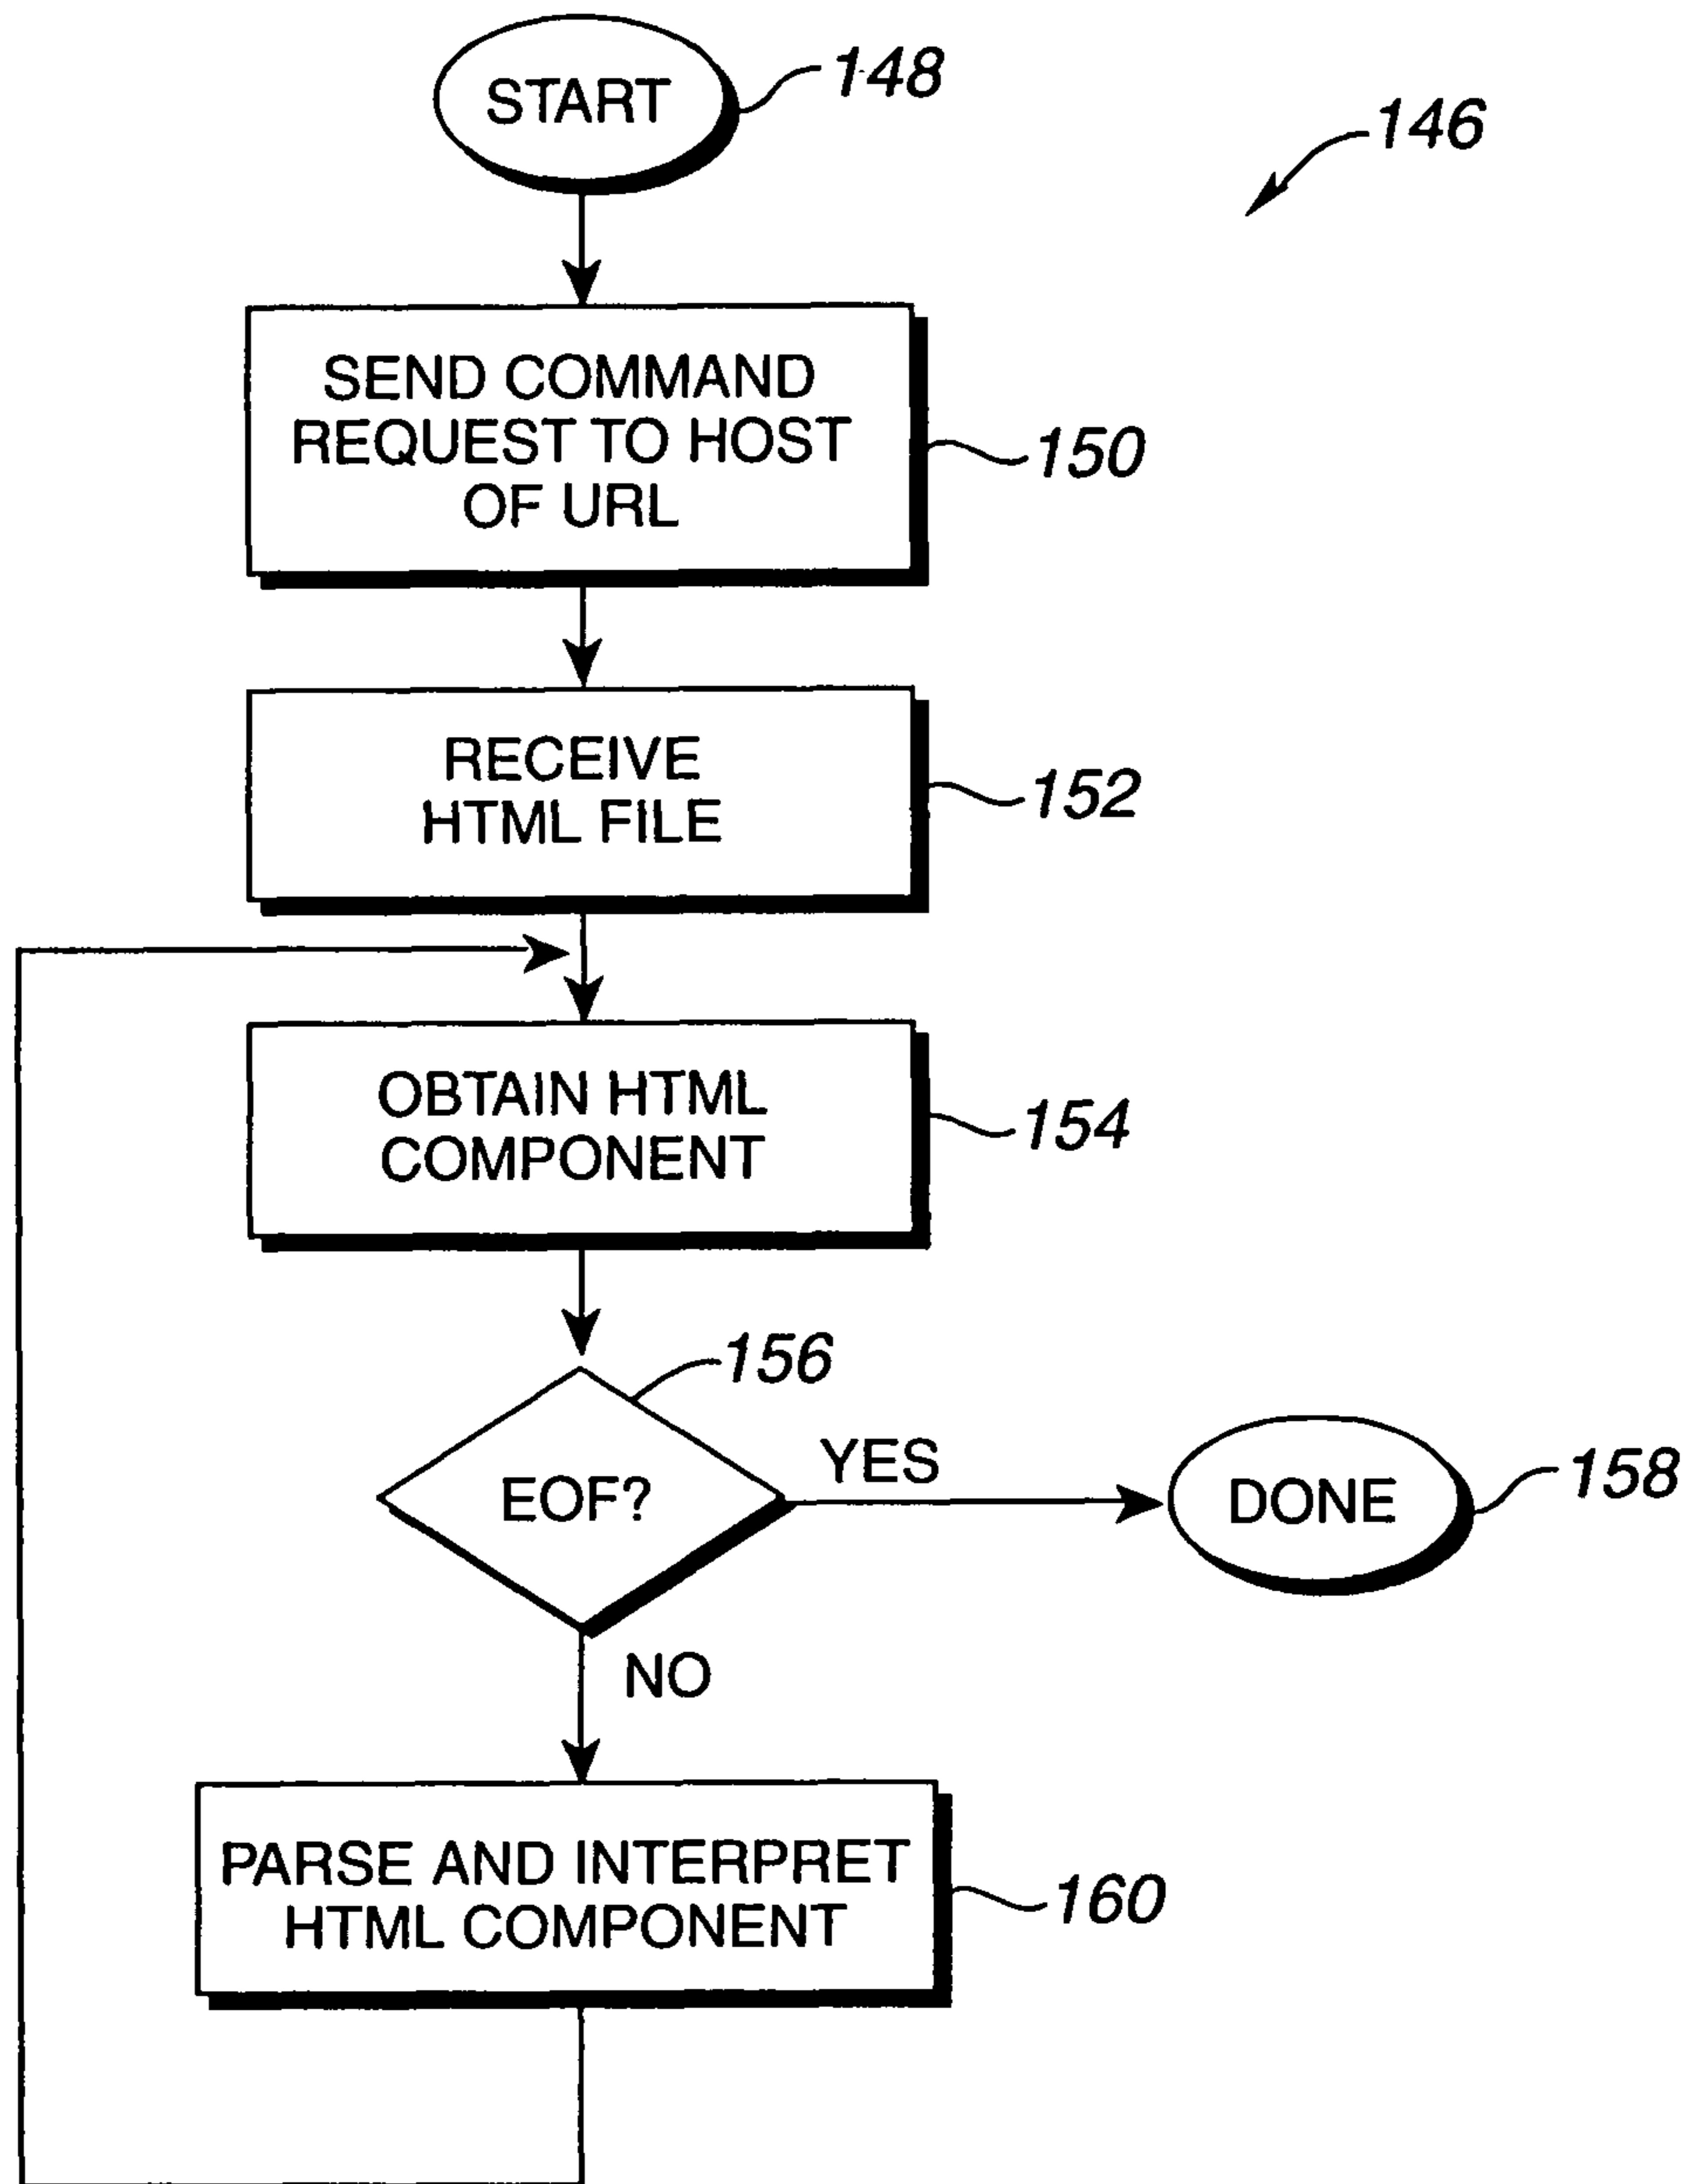 START
148
146
SEND COMMAND
REQUEST TO HOST
OF URL
150
RECEIVE
HTML FILE
152
OBTAIN HTML
COMPONENT
154
156
EOF?
YES
DONE
158
NO
PARSE AND INTERPRET
HTML COMPONENT
160